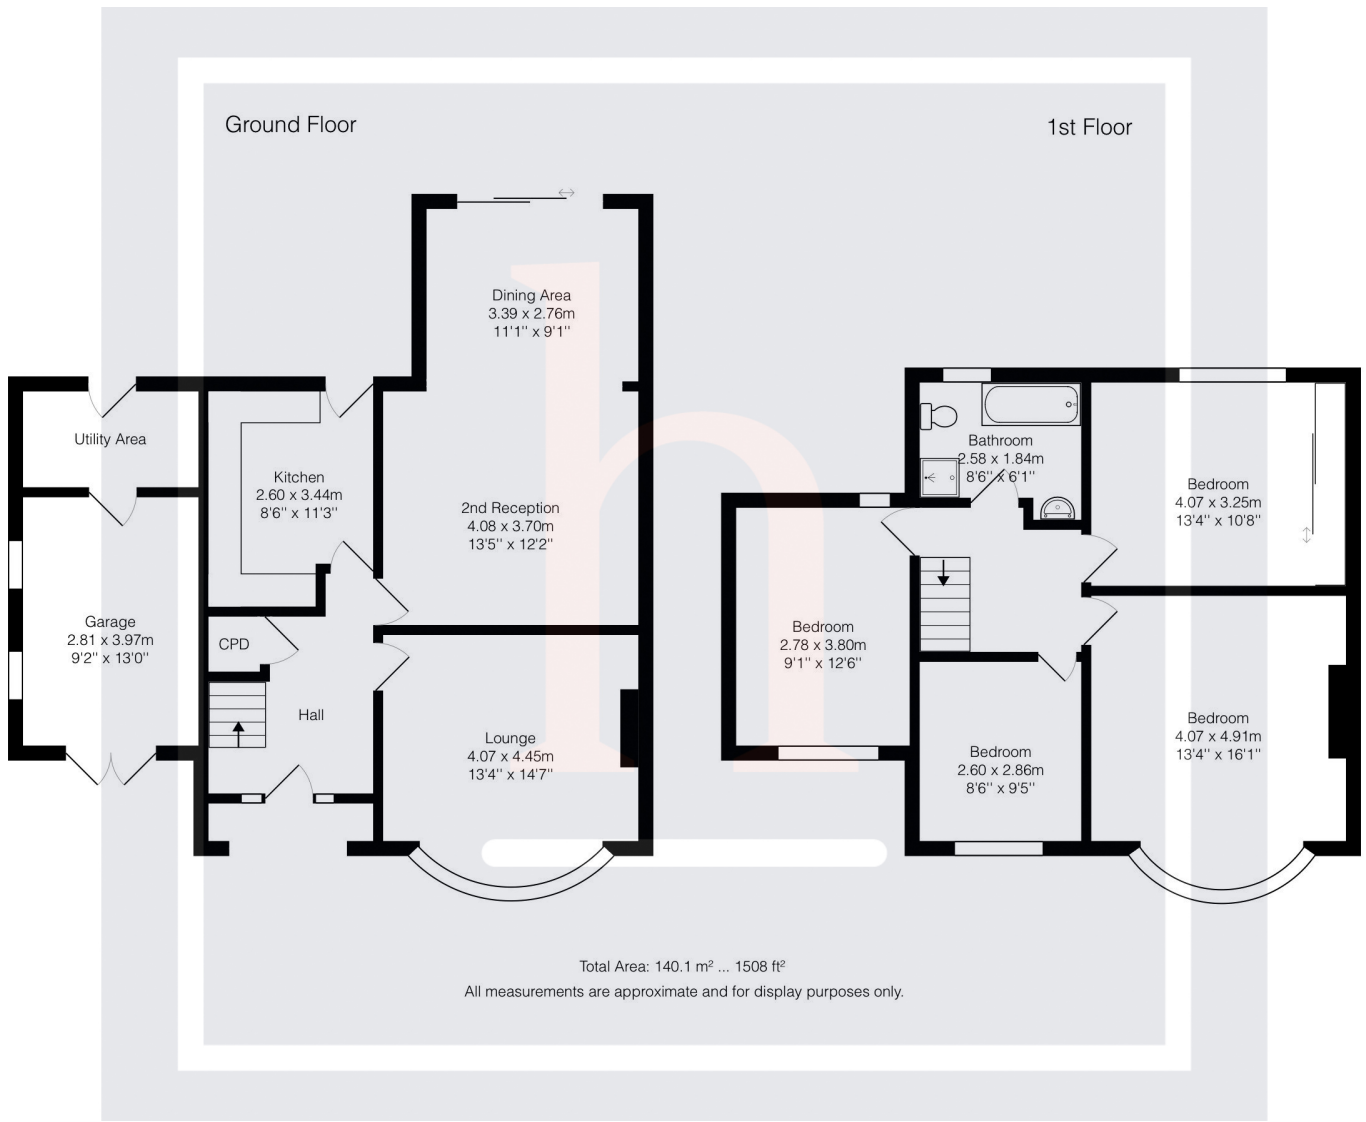 Ground Floor
1st Floor
Dining Area
3.39 x 2.76m
11'1'' x 9'1''
Utility Area
Kitchen
2.60 x 3.44m
8'6'' x 11'3''
2nd Reception
4.08 x 3.70m
13'5'' x 12'2''
Garage
2.81 x 3.97m
9'2'' x 13'0''
CPD
Hall
Lounge
4.07 x 4.45m
13'4'' x 14'7''
Bathroom
2.58 x 1.84m
8'6'' x 6'1''
Bedroom
4.07 x 3.25m
13'4'' x 10'8''
Bedroom
2.78 x 3.80m
9'1'' x 12'6''
Bedroom
2.60 x 2.86m
8'6'' x 9'5''
Bedroom
4.07 x 4.91m
13'4'' x 16'1''
h
Total Area: 140.1 m² ... 1508 ft²
All measurements are approximate and for display purposes only.